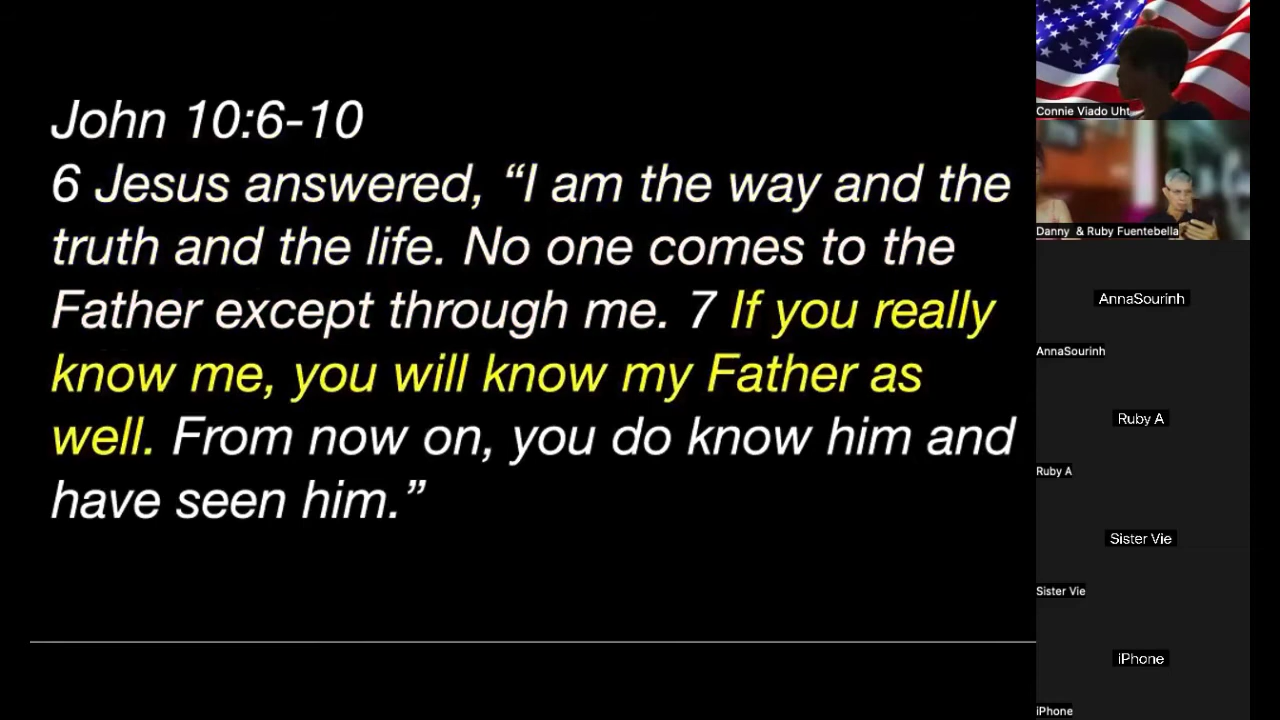 John 10:6-10
6 Jesus answered, “I am the way and the
truth and the life. No one comes to the
Father except through me. 7 If you really
know me, you will know my Father as
well. From now on, you do know him and
have seen him.”
Connie Viado Uht
Danny & Ruby Fuentebella
AnnaSourinh
AnnaSourinh
Ruby A
Ruby A
Sister Vie
Sister Vie
iPhone
iPhone